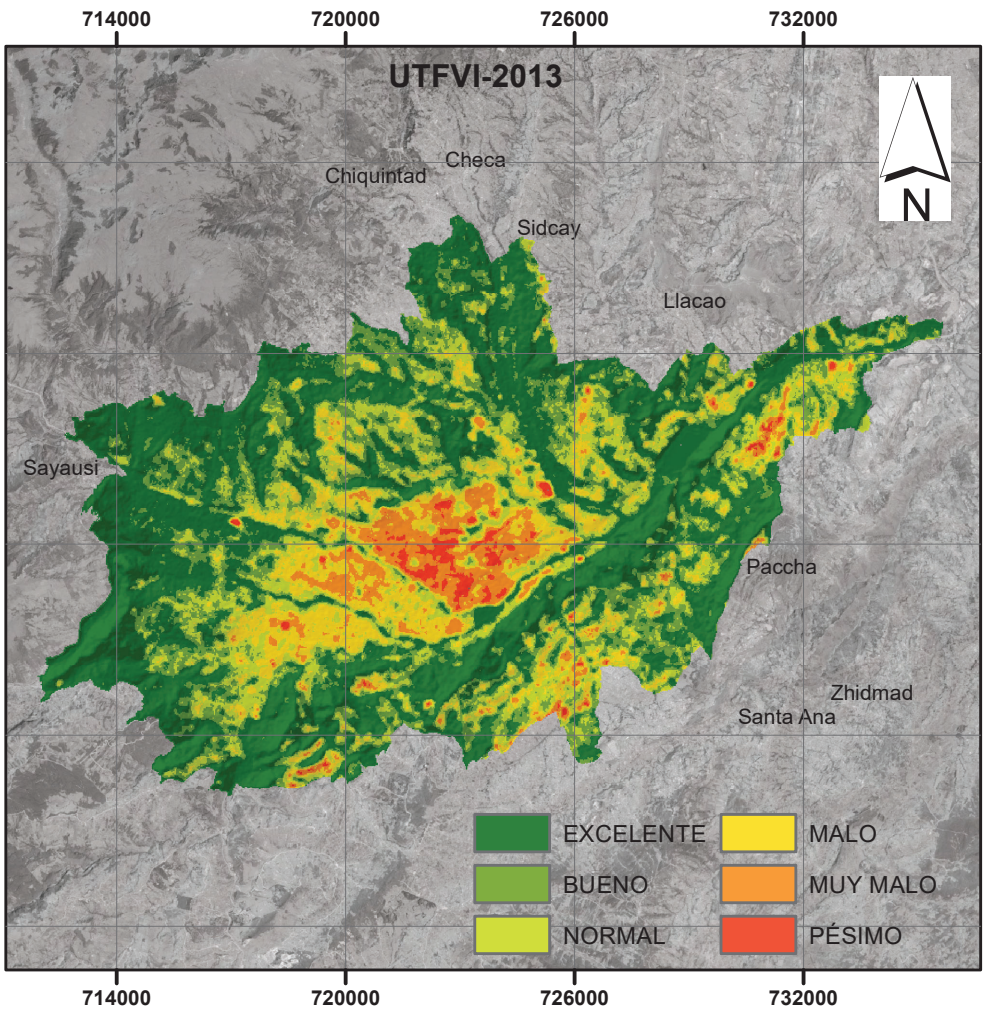 714000 720000 726000 732000
UTFVI-2013
N
Checa
Chiquintad
Sidcay
Llacao
Sayausi
Paccha
Zhidmad
Santa Ana
EXCELENTE MALO
BUENO MUY MALO
NORMAL PÉSIMO
714000 720000 726000 732000